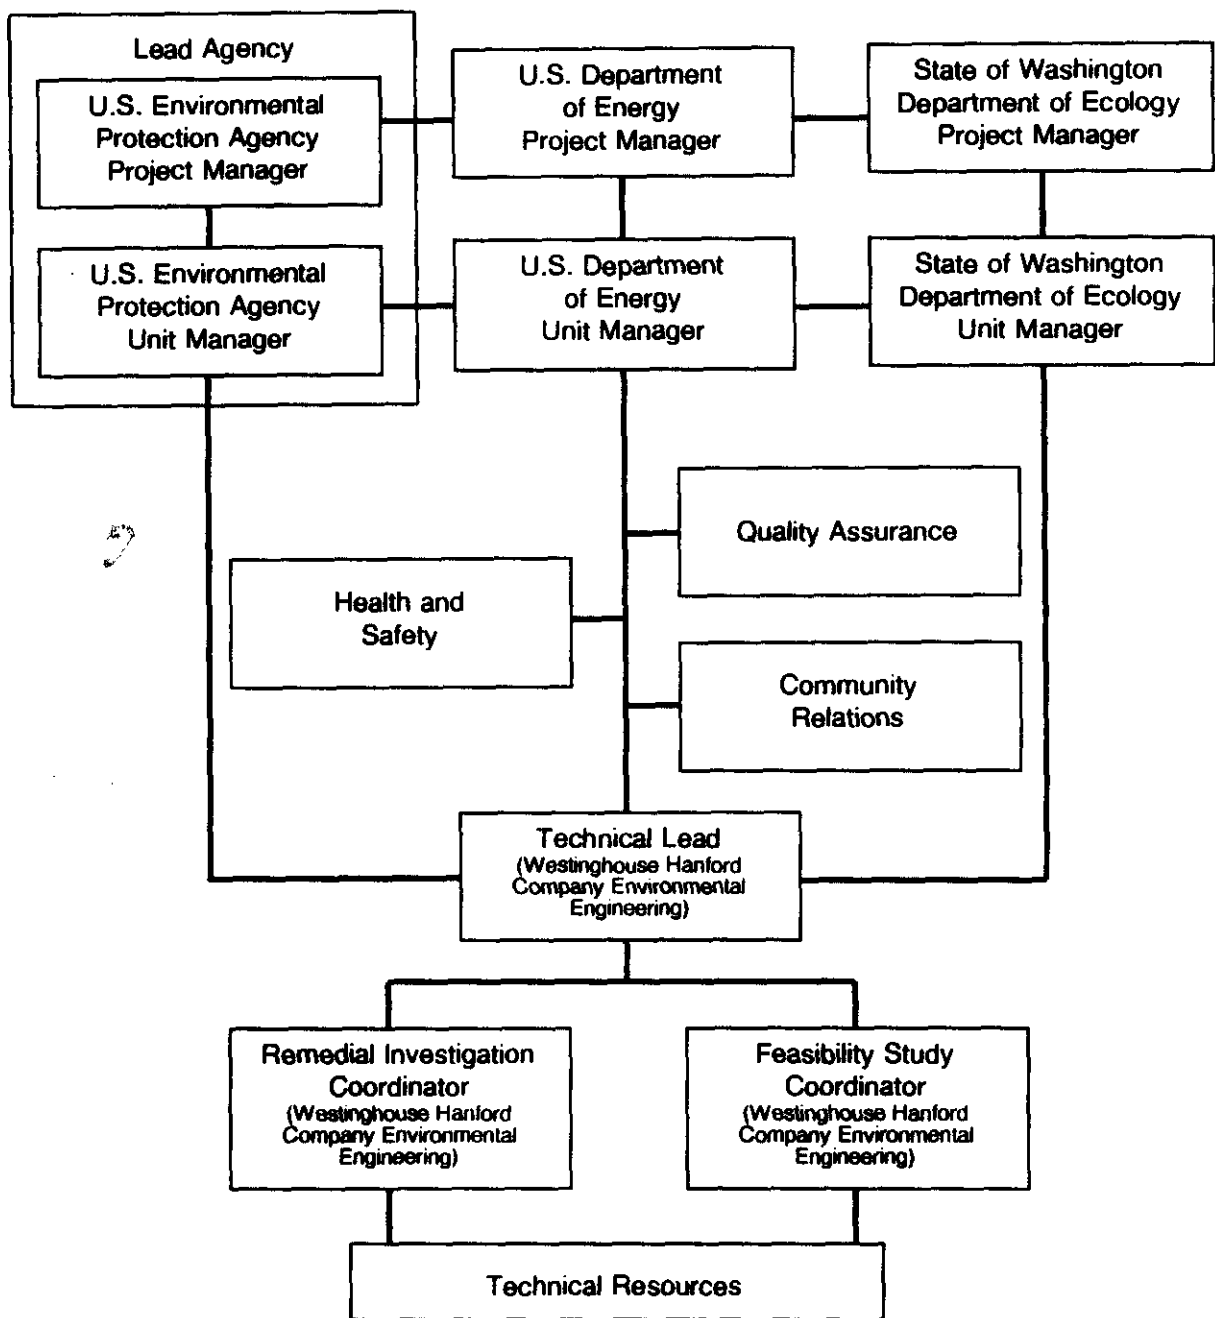 Lead Agency
U.S. Environmental
Protection Agency
Project Manager
U.S. Department
of Energy
Project Manager
State of Washington
Department of Ecology
Project Manager
U.S. Environmental
Protection Agency
Unit Manager
U.S. Department
of Energy
Unit Manager
State of Washington
Department of Ecology
Unit Manager
Quality Assurance
Health and
Safety
Community
Relations
Technical Lead
(Westinghouse Hanford
Company Environmental
Engineering)
Remedial Investigation
Coordinator
(Westinghouse Hanford
Company Environmental
Engineering)
Feasibility Study
Coordinator
(Westinghouse Hanford
Company Environmental
Engineering)
Technical Resources